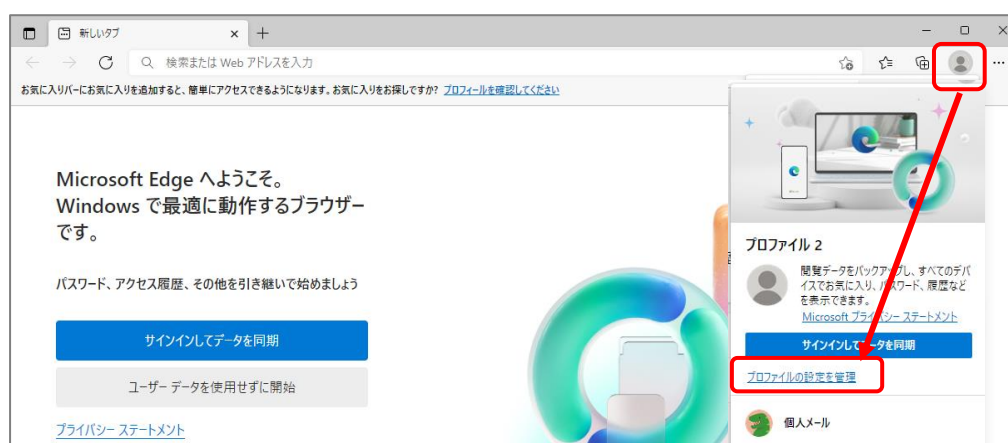 新しいタブ
検索または Web アドレスを入力
お気に入りバーにお気に入りを追加すると、簡単にアクセスできるようになります。お気に入りをお探しですか? プロフィールを確認してください
Microsoft Edge へようこそ。
Windows で最適に動作するブラウザー
です。
パスワード、アクセス履歴、その他を引き継いで始めましょう
サインインしてデータを同期
ユーザー データを使用せずに開始
プライバシー ステートメント
プロファイル 2
閲覧データをバックアップし、すべてのデバ
イスでお気に入り、パスワード、履歴など
を表示できます。
Microsoft プライバシー ステートメント
サインインしてデータを同期
プロファイルの設定を管理
個人メール